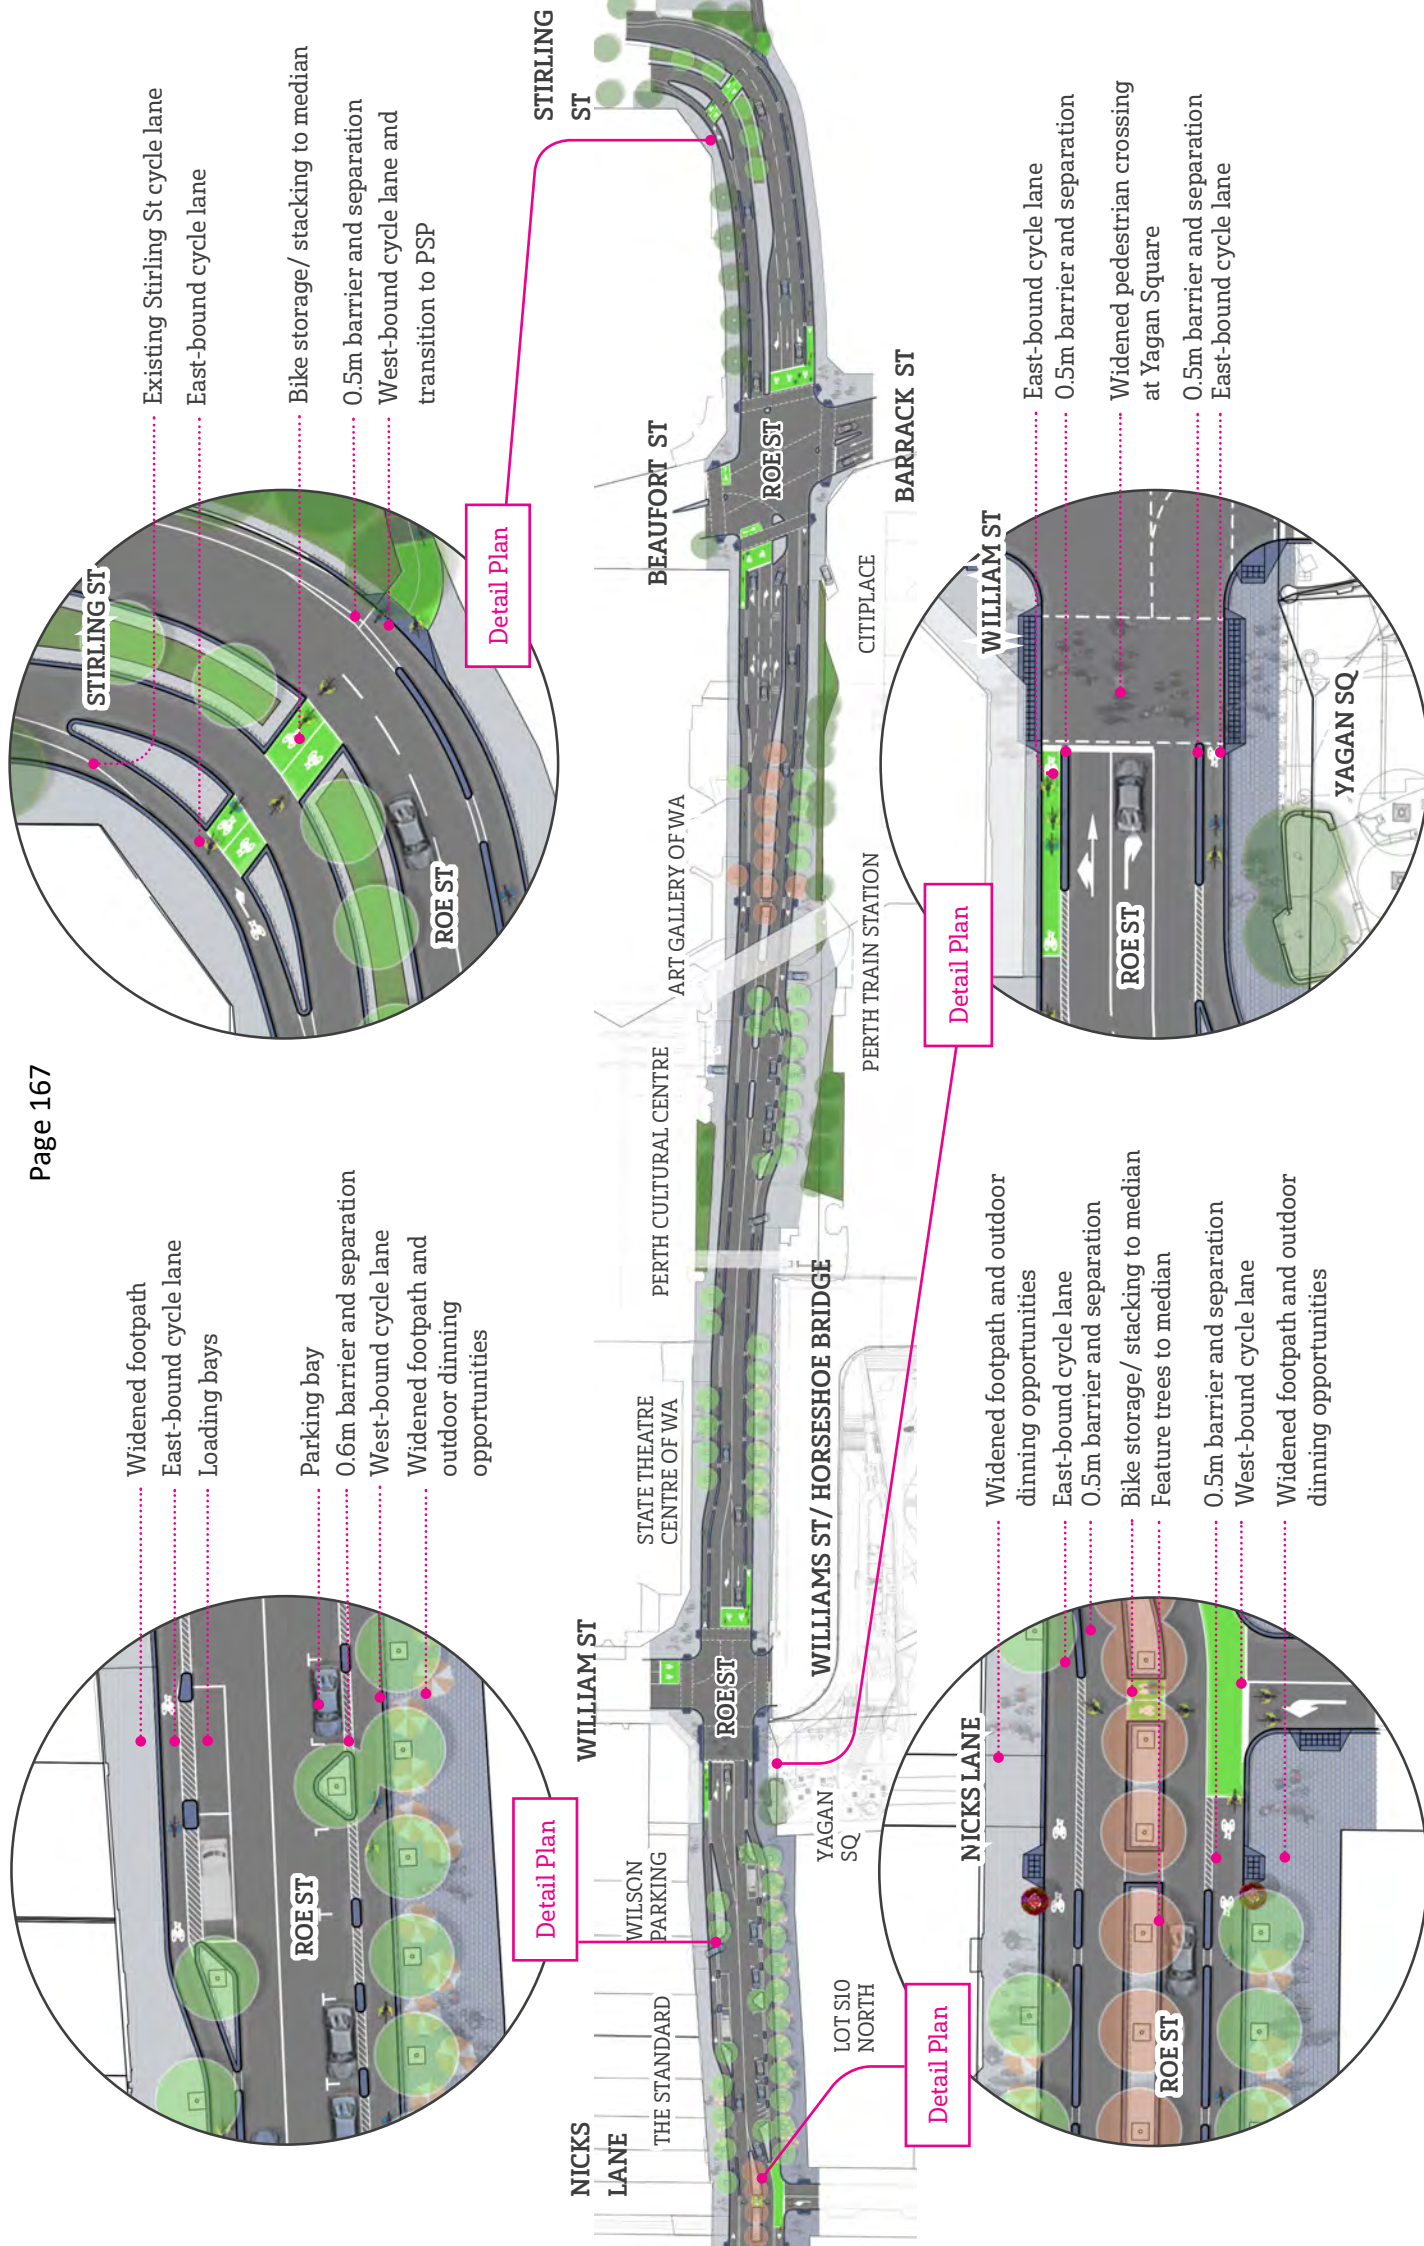 Page 167
Widened footpath
East-bound cycle lane
Loading bays
Parking bay
0.6m barrier and separation
West-bound cycle lane
Widened footpath and
outdoor dinning
opportunities
ROE ST
Detail Plan
Existing Stirling St cycle lane
East-bound cycle lane
Bike storage/ stacking to median
0.5m barrier and separation
West-bound cycle lane and
transition to PSP
STIRLING ST
ROE ST
Detail Plan
NICKS
LANE
THE STANDARD
WILSON
PARKING
WILLIAM ST
STATE THEATRE
CENTRE OF WA
PERTH CULTURAL CENTRE
ART GALLERY OF WA
BEAUFORT ST
STIRLING
ST
ROE ST
ROE ST
LOT S10
NORTH
YAGAN
SQ
WILLIAMS ST/ HORSESHOE BRIDGE
PERTH TRAIN STATION
CITIPLACE
BARRACK ST
Detail Plan
NICKS LANE
ROE ST
Widened footpath and outdoor
dinning opportunities
East-bound cycle lane
0.5m barrier and separation
Bike storage/ stacking to median
Feature trees to median
0.5m barrier and separation
West-bound cycle lane
Widened footpath and outdoor
dinning opportunities
Detail Plan
WILLIAM ST
ROE ST
YAGAN SQ
East-bound cycle lane
0.5m barrier and separation
Widened pedestrian crossing
at Yagan Square
0.5m barrier and separation
East-bound cycle lane